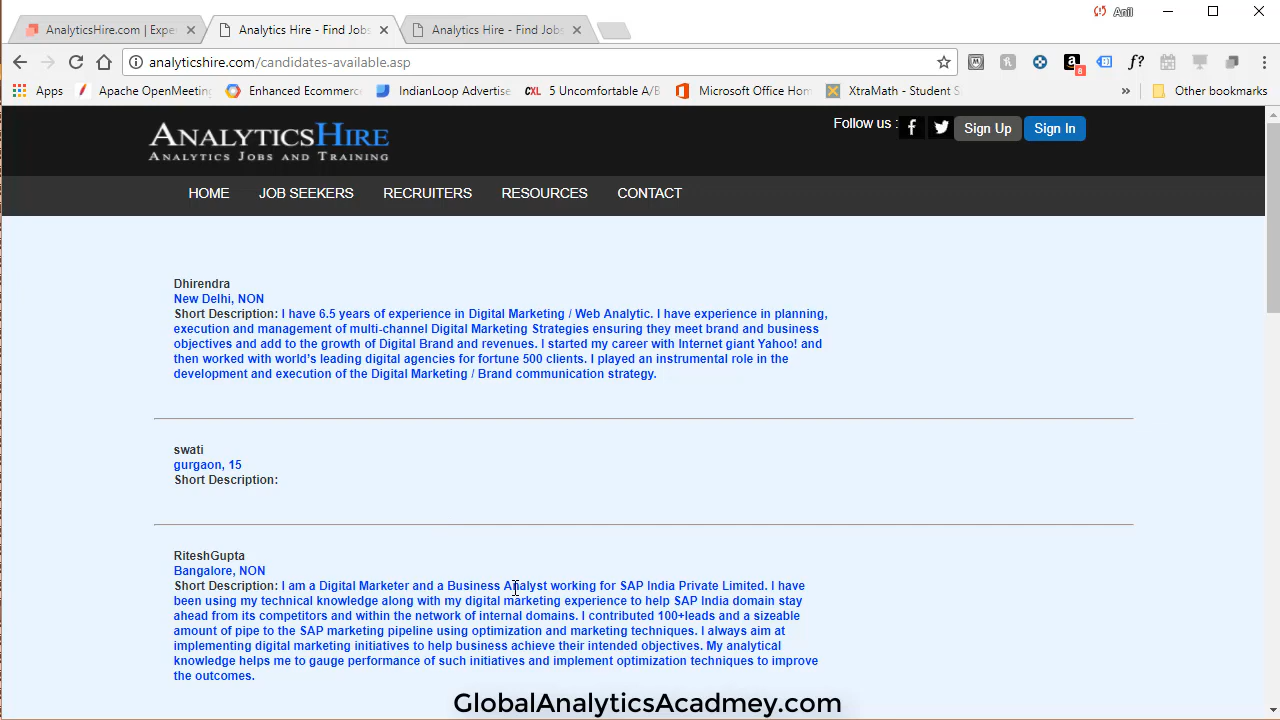 Anil
AnalyticsHire.com | Expe
Analytics Hire - Find Jobs
Analytics Hire - Find Jobs
analyticshire.com/candidates-available.asp
8
f?
Apps
Apache OpenMeeting
Enhanced Ecommerc
IndianLoop Advertise
CXL 5 Uncomfortable A/B
Microsoft Office Hom
XtraMath - Student S
»
Other bookmarks
ANALYTICSHIRE
ANALYTICS JOBS AND TRAINING
Follow us :
Sign Up
Sign In
HOME
JOB SEEKERS
RECRUITERS
RESOURCES
CONTACT
Dhirendra
New Delhi, NON
Short Description: I have 6.5 years of experience in Digital Marketing / Web Analytic. I have experience in planning,
execution and management of multi-channel Digital Marketing Strategies ensuring they meet brand and business
objectives and add to the growth of Digital Brand and revenues. I started my career with Internet giant Yahoo! and
then worked with world's leading digital agencies for fortune 500 clients. I played an instrumental role in the
development and execution of the Digital Marketing / Brand communication strategy.
swati
gurgaon, 15
Short Description:
RiteshGupta
Bangalore, NON
Short Description: I am a Digital Marketer and a Business Analyst working for SAP India Private Limited. I have
been using my technical knowledge along with my digital marketing experience to help SAP India domain stay
ahead from its competitors and within the network of internal domains. I contributed 100+leads and a sizeable
amount of pipe to the SAP marketing pipeline using optimization and marketing techniques. I always aim at
implementing digital marketing initiatives to help business achieve their intended objectives. My analytical
knowledge helps me to gauge performance of such initiatives and implement optimization techniques to improve
the outcomes.
GlobalAnalyticsAcadmey.com